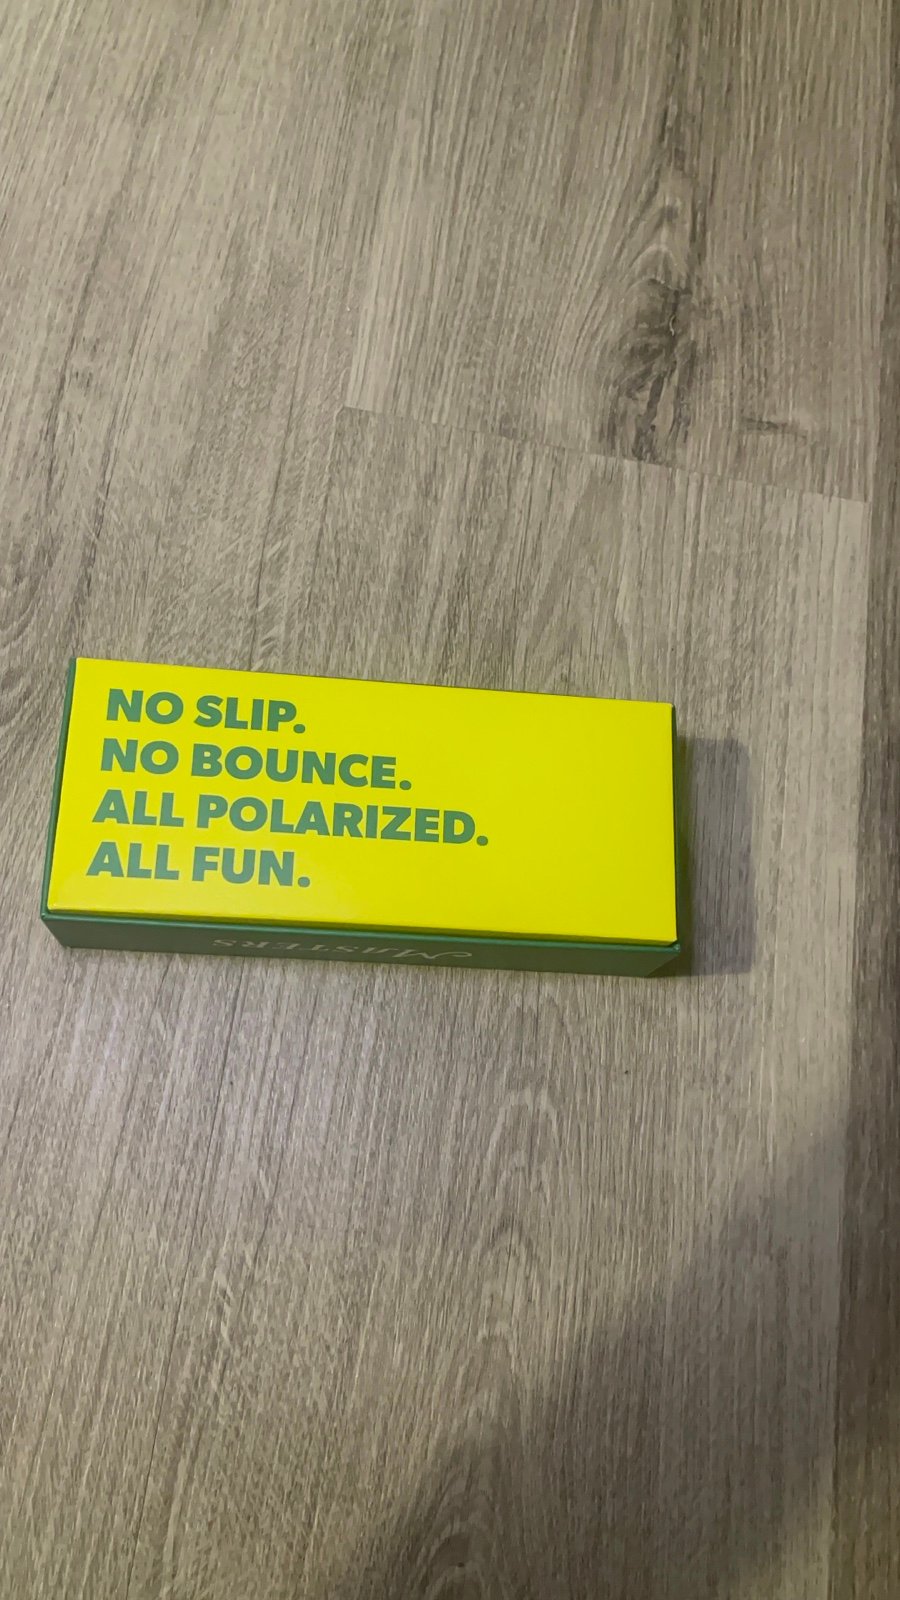 NO SLIP.
NO BOUNCE.
ALL POLARIZED.
ALL FUN.
MASTERS